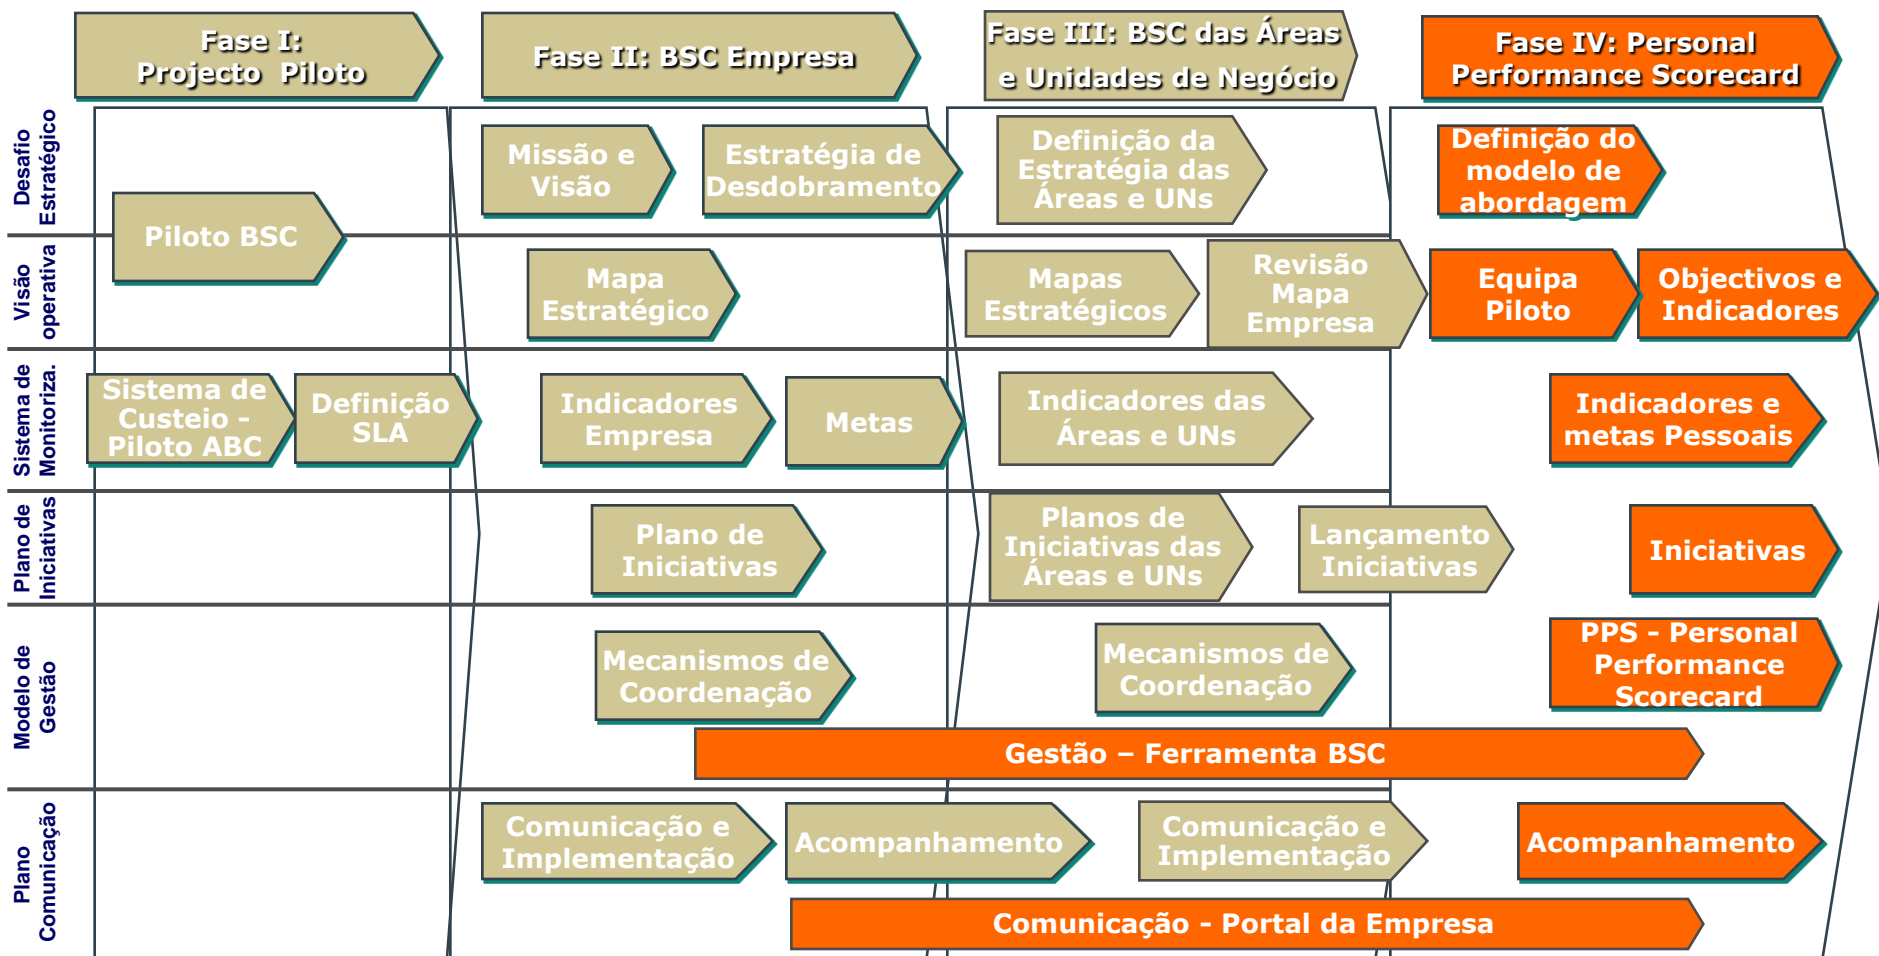 Fase I:
Projecto Piloto
Fase II: BSC Empresa
Fase III: BSC das Áreas
e Unidades de Negócio
Fase IV: Personal
Performance Scorecard
Desafio
Estratégico
Piloto BSC
Missão e
Visão
Estratégia de
Desdobramento
Definição da
Estratégia das
Áreas e UNs
Definição do
modelo de
abordagem
Visão
operativa
Mapa
Estratégico
Mapas
Estratégicos
Revisão
Mapa
Empresa
Equipa
Piloto
Objectivos e
Indicadores
Sistema de
Monitoriza.
Sistema de
Custeio -
Piloto ABC
Definição
SLA
Indicadores
Empresa
Metas
Indicadores das
Áreas e UNs
Indicadores e
metas Pessoais
Plano de
Iniciativas
Plano de
Iniciativas
Planos de
Iniciativas das
Áreas e UNs
Lançamento
Iniciativas
Iniciativas
Modelo de
Gestão
Mecanismos de
Coordenação
Mecanismos de
Coordenação
PPS - Personal
Performance
Scorecard
Gestão – Ferramenta BSC
Plano
Comunicação
Comunicação e
Implementação
Acompanhamento
Comunicação e
Implementação
Acompanhamento
Comunicação - Portal da Empresa